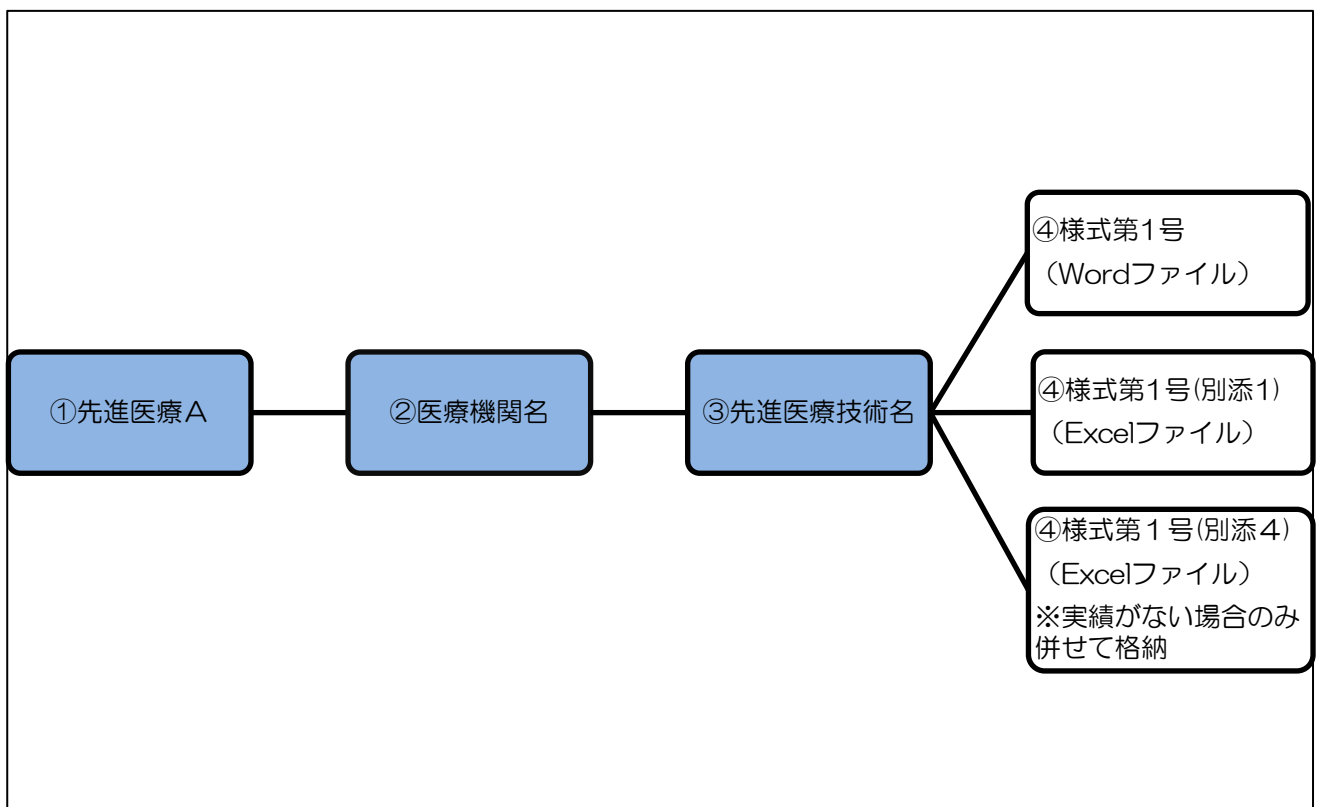 ①先進医療A
②医療機関名
③先進医療技術名
④様式第1号
（Wordファイル）
④様式第1号(別添1)
（Excelファイル）
④様式第１号(別添４)
（Excelファイル）
※実績がない場合のみ
併せて格納